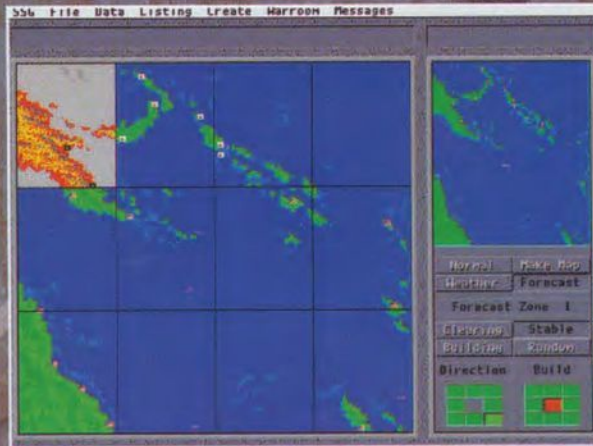 SSG File Data Listing Create Warroom Messages
Normal Make Map
Weather Forecast
Forecast Zone 1
Clearing Stable
Building Random
Direction Build